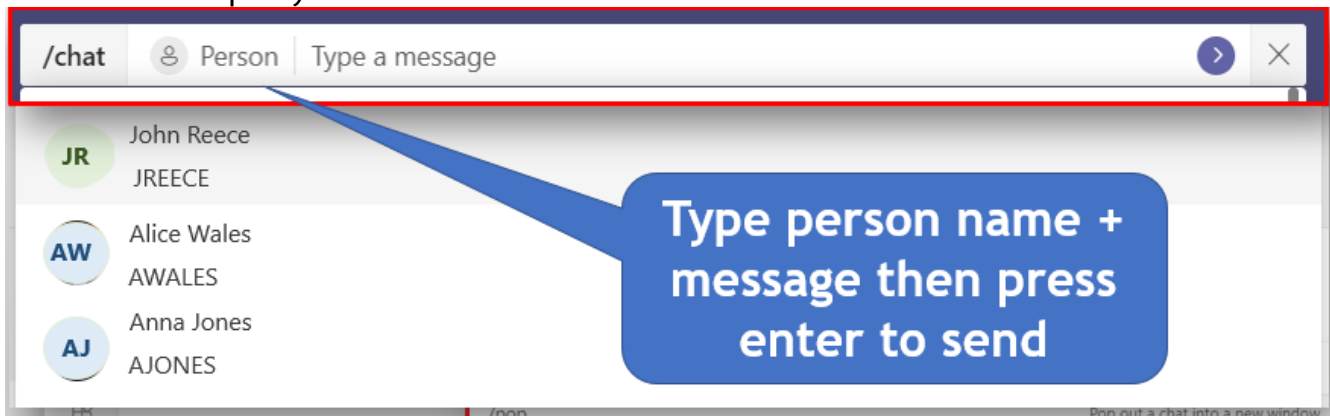 /chat Person Type a message
JR John Reece
JREECE
AW Alice Wales
AWALES
AJ Anna Jones
AJONES
Type person name +
message then press
enter to send
/pop Pop out a chat into a new window